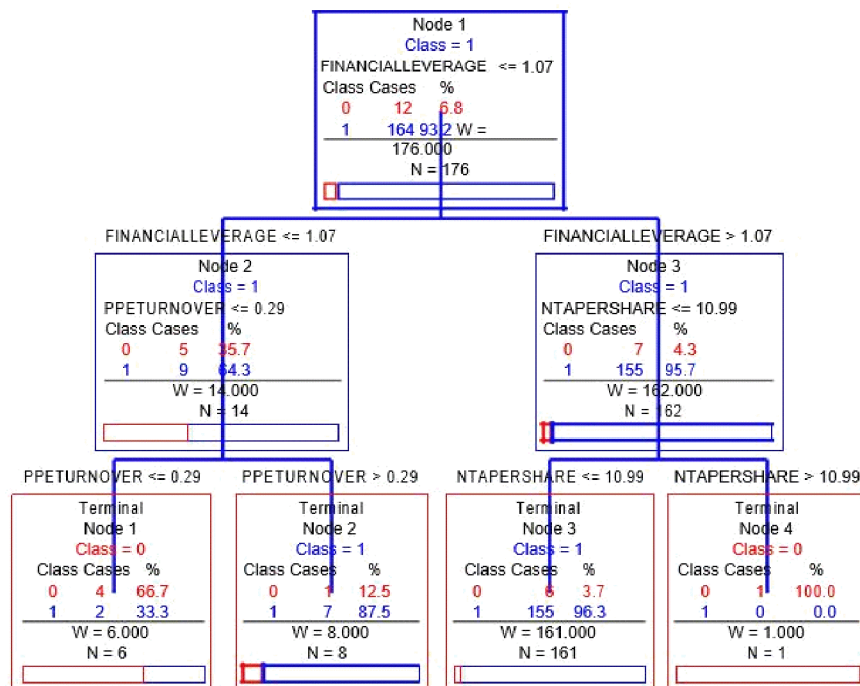 Node 1
Class = 1
FINANCIALLEVERAGE <= 1.07
Class Cases %
0 12 6.8
1 164 93.2 W =
176.000
N = 176
FINANCIALLEVERAGE <= 1.07
FINANCIALLEVERAGE > 1.07
Node 2
Class = 1
PPETURNOVER <= 0.29
Class Cases %
0 5 35.7
1 9 64.3
W = 14.000
N = 14
Node 3
Class = 1
NTAPERSHARE <= 10.99
Class Cases %
0 7 4.3
1 155 95.7
W = 162.000
N = 162
PPETURNOVER <= 0.29
PPETURNOVER > 0.29
NTAPERSHARE <= 10.99
NTAPERSHARE > 10.99
Terminal
Node 1
Class = 0
Class Cases %
0 4 66.7
1 2 33.3
W = 6.000
N = 6
Terminal
Node 2
Class = 1
Class Cases %
0 1 12.5
1 7 87.5
W = 8.000
N = 8
Terminal
Node 3
Class = 1
Class Cases %
0 6 3.7
1 155 96.3
W = 161.000
N = 161
Terminal
Node 4
Class = 0
Class Cases %
0 1 100.0
1 0 0.0
W = 1.000
N = 1